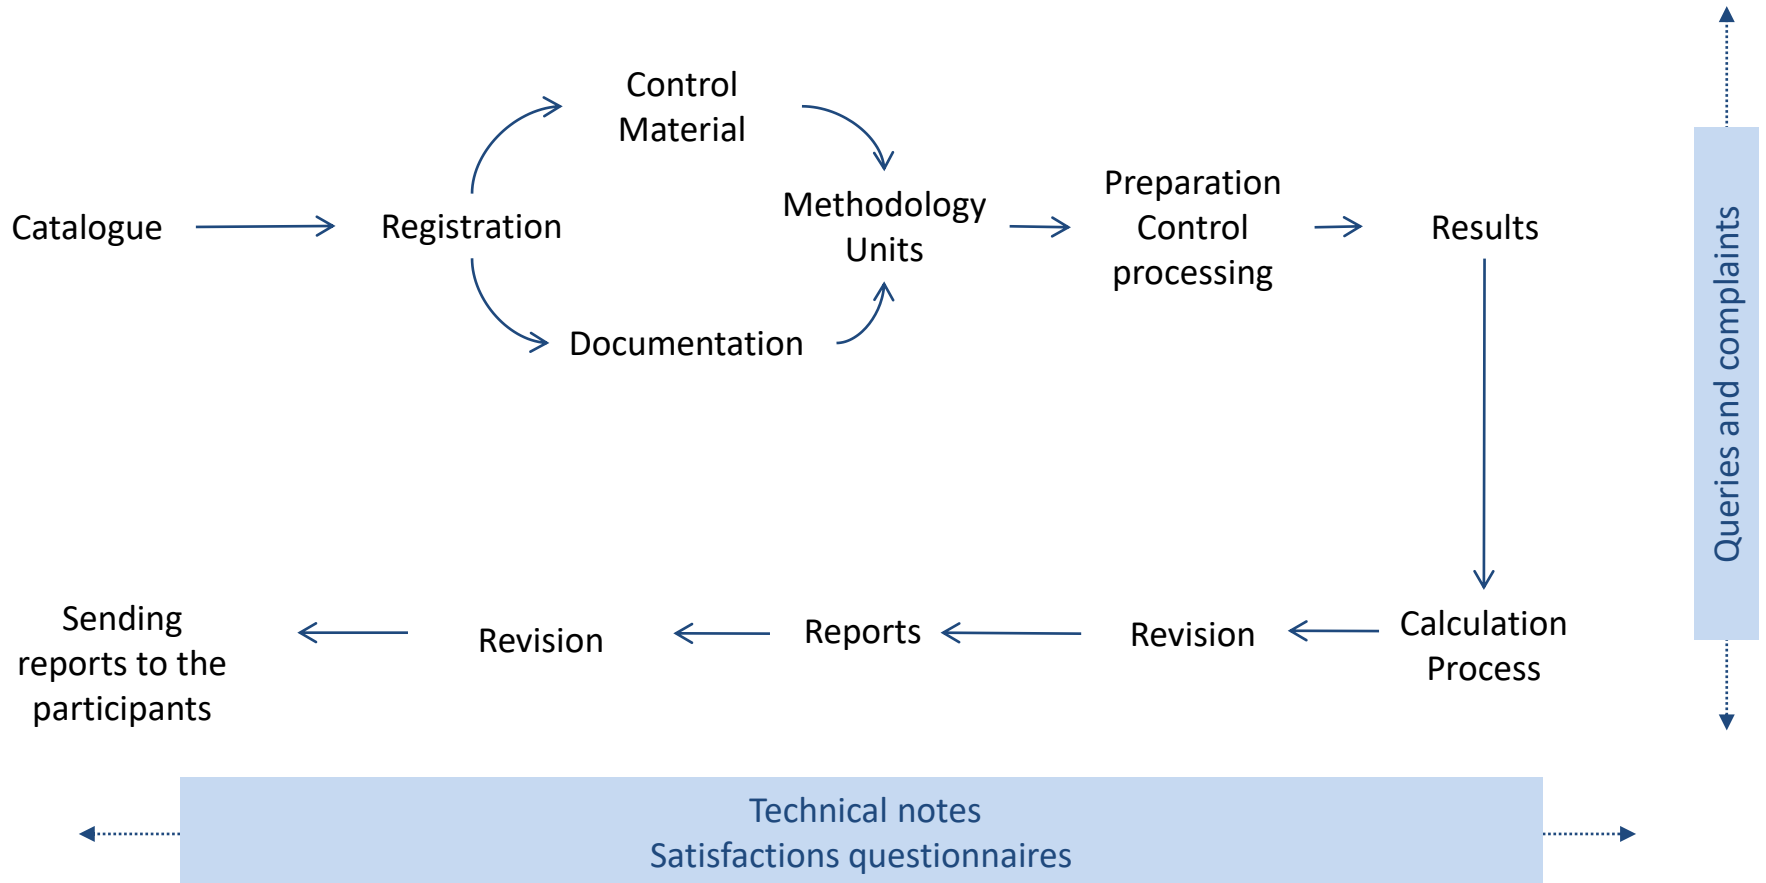 Catalogue
Registration
Control
Material
Documentation
Methodology
Units
Preparation
Control
processing
Results
Queries and complaints
Calculation
Process
Revision
Reports
Revision
Sending
reports to the
participants
Technical notes
Satisfactions questionnaires